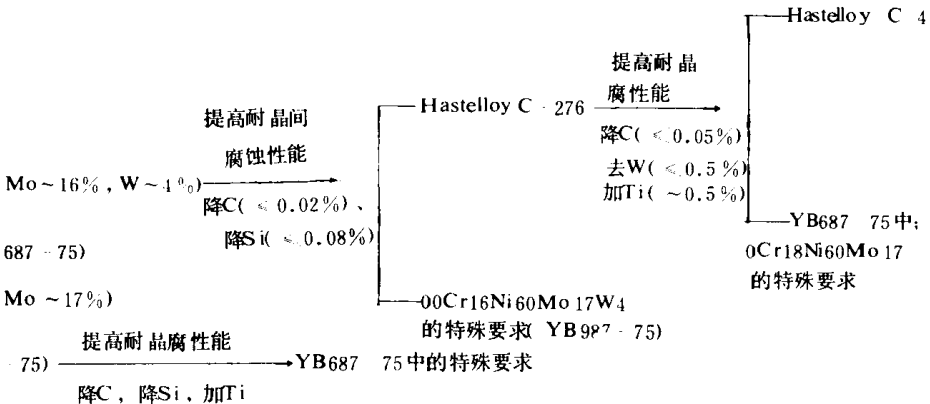 Hastelloy C 4
提高耐晶
腐性能
Hastelloy C - 276
降C( ≤ 0.05%)
去W( ≤ 0.5%)
加Ti( ~0.5%)
提高耐晶间
腐蚀性能
Mo~16%, W~4%)
降C( ≤ 0.02%)、
降Si( ≤ 0.08%)
YB687 75中;
0Cr18Ni60Mo17
的特殊要求
687 - 75)
Mo ~17%)
00Cr16Ni60Mo17W4
的特殊要求( YB987 - 75)
提高耐晶腐性能
- 75)
YB687 75中的特殊要求
降C, 降Si, 加Ti